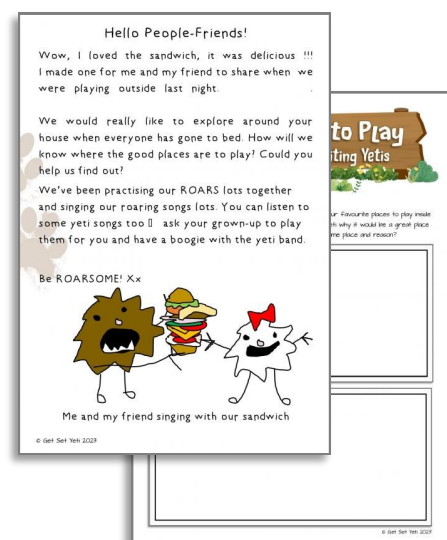 Hello People-Friends!
Wow, I loved the sandwich, it was delicious !!!
I made one for me and my friend to share when we
were playing outside last night.
We would really like to explore around your
house when everyone has gone to bed. How will we
know where the good places are to play? Could you
help us find out?
We've been practising our ROARS lots together
and singing our roaring songs lots. You can listen to
some yeti songs too ▯ ask your grown-up to play
them for you and have a boogie with the yeti band.
Be ROARSOME! Xx
Me and my friend singing with our sandwich
© Get Set Yeti 2023
to Play
iting Yetis
ur favourite places to play inside
ti why it would be a great place
me place and reason?
© Get Set Yeti 2023